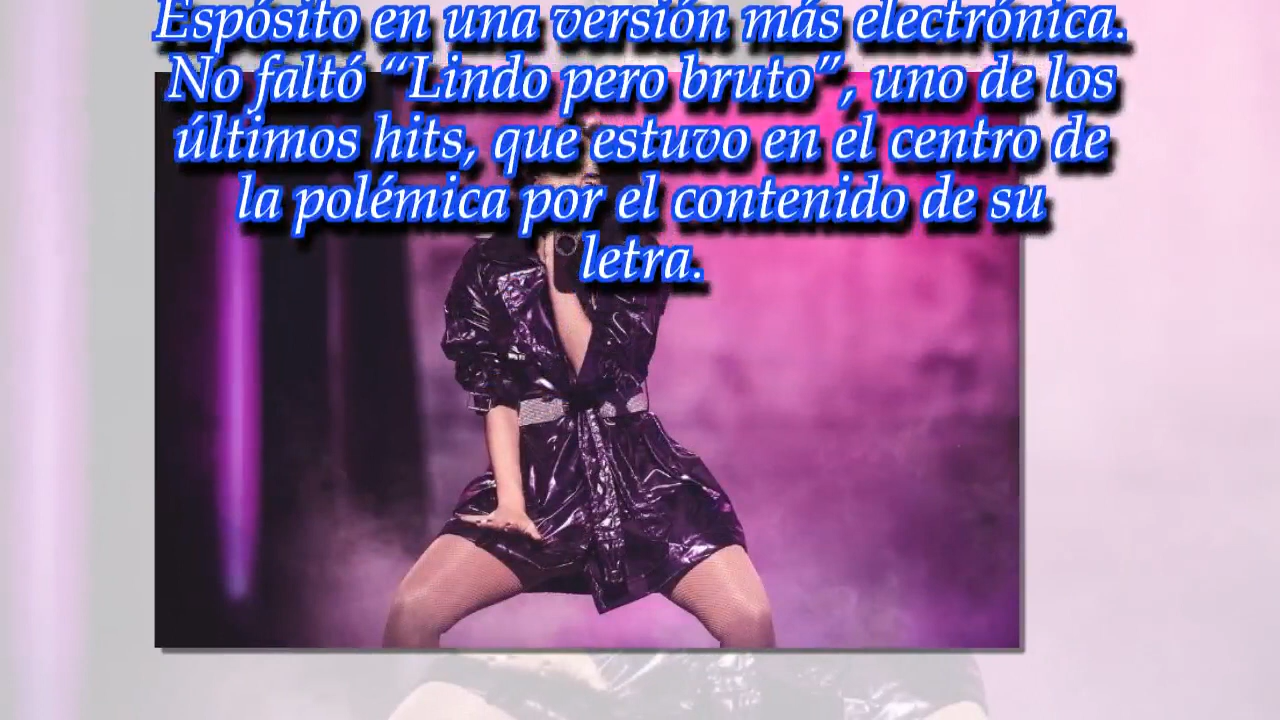 Espósito en una versión más electrónica.
No faltó “Lindo pero bruto”, uno de los
últimos hits, que estuvo en el centro de
la polémica por el contenido de su
letra.